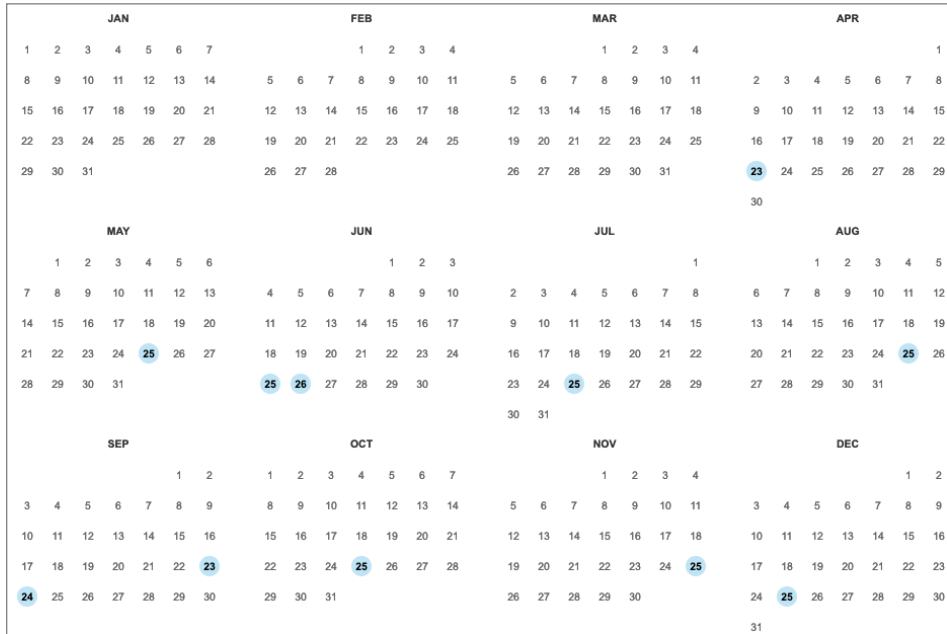 JAN FEB MAR APR
1 2 3 4 5 6 7 1 2 3 4 1 2 3 4 1
8 9 10 11 12 13 14 5 6 7 8 9 10 11 5 6 7 8 9 10 11 2 3 4 5 6 7 8
15 16 17 18 19 20 21 12 13 14 15 16 17 18 12 13 14 15 16 17 18 9 10 11 12 13 14 15
22 23 24 25 26 27 28 19 20 21 22 23 24 25 19 20 21 22 23 24 25 16 17 18 19 20 21 22
29 30 31 26 27 28 26 27 28 29 30 31 23 24 25 26 27 28 29
30
MAY JUN JUL AUG
1 2 3 4 5 6 1 2 3 1 1 2 3 4 5
7 8 9 10 11 12 13 4 5 6 7 8 9 10 2 3 4 5 6 7 8 6 7 8 9 10 11 12
14 15 16 17 18 19 20 11 12 13 14 15 16 17 9 10 11 12 13 14 15 13 14 15 16 17 18 19
21 22 23 24 25 26 27 18 19 20 21 22 23 24 16 17 18 19 20 21 22 20 21 22 23 24 25 26
28 29 30 31 25 26 27 28 29 30 23 24 25 26 27 28 29 27 28 29 30 31
30 31
SEP OCT NOV DEC
1 2 1 2 3 4 5 6 7 1 2 3 4 1 2
3 4 5 6 7 8 9 8 9 10 11 12 13 14 5 6 7 8 9 10 11 3 4 5 6 7 8 9
10 11 12 13 14 15 16 15 16 17 18 19 20 21 12 13 14 15 16 17 18 10 11 12 13 14 15 16
17 18 19 20 21 22 23 22 23 24 25 26 27 28 19 20 21 22 23 24 25 17 18 19 20 21 22 23
24 25 26 27 28 29 30 29 30 31 26 27 28 29 30 24 25 26 27 28 29 30
31